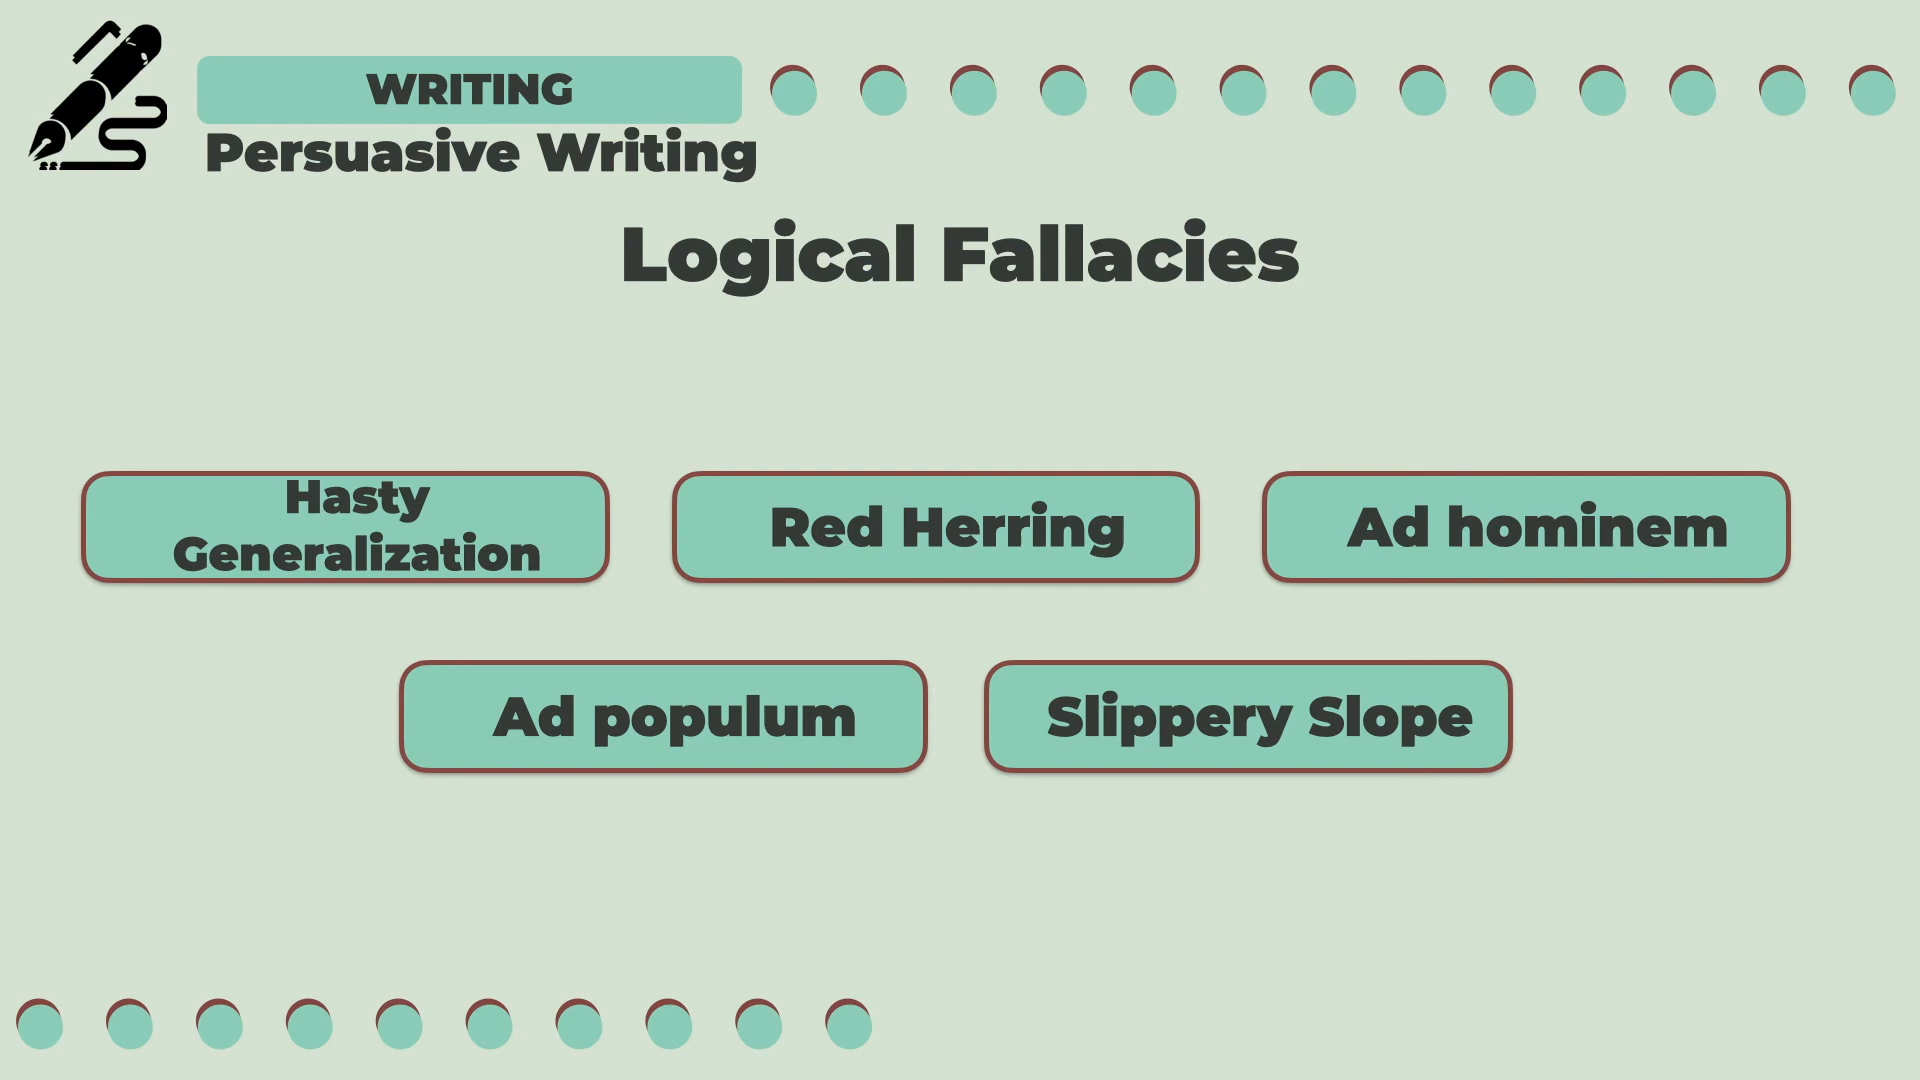 WRITING
Persuasive Writing
Logical Fallacies
Hasty
Generalization
Red Herring
Ad hominem
Ad populum
Slippery Slope